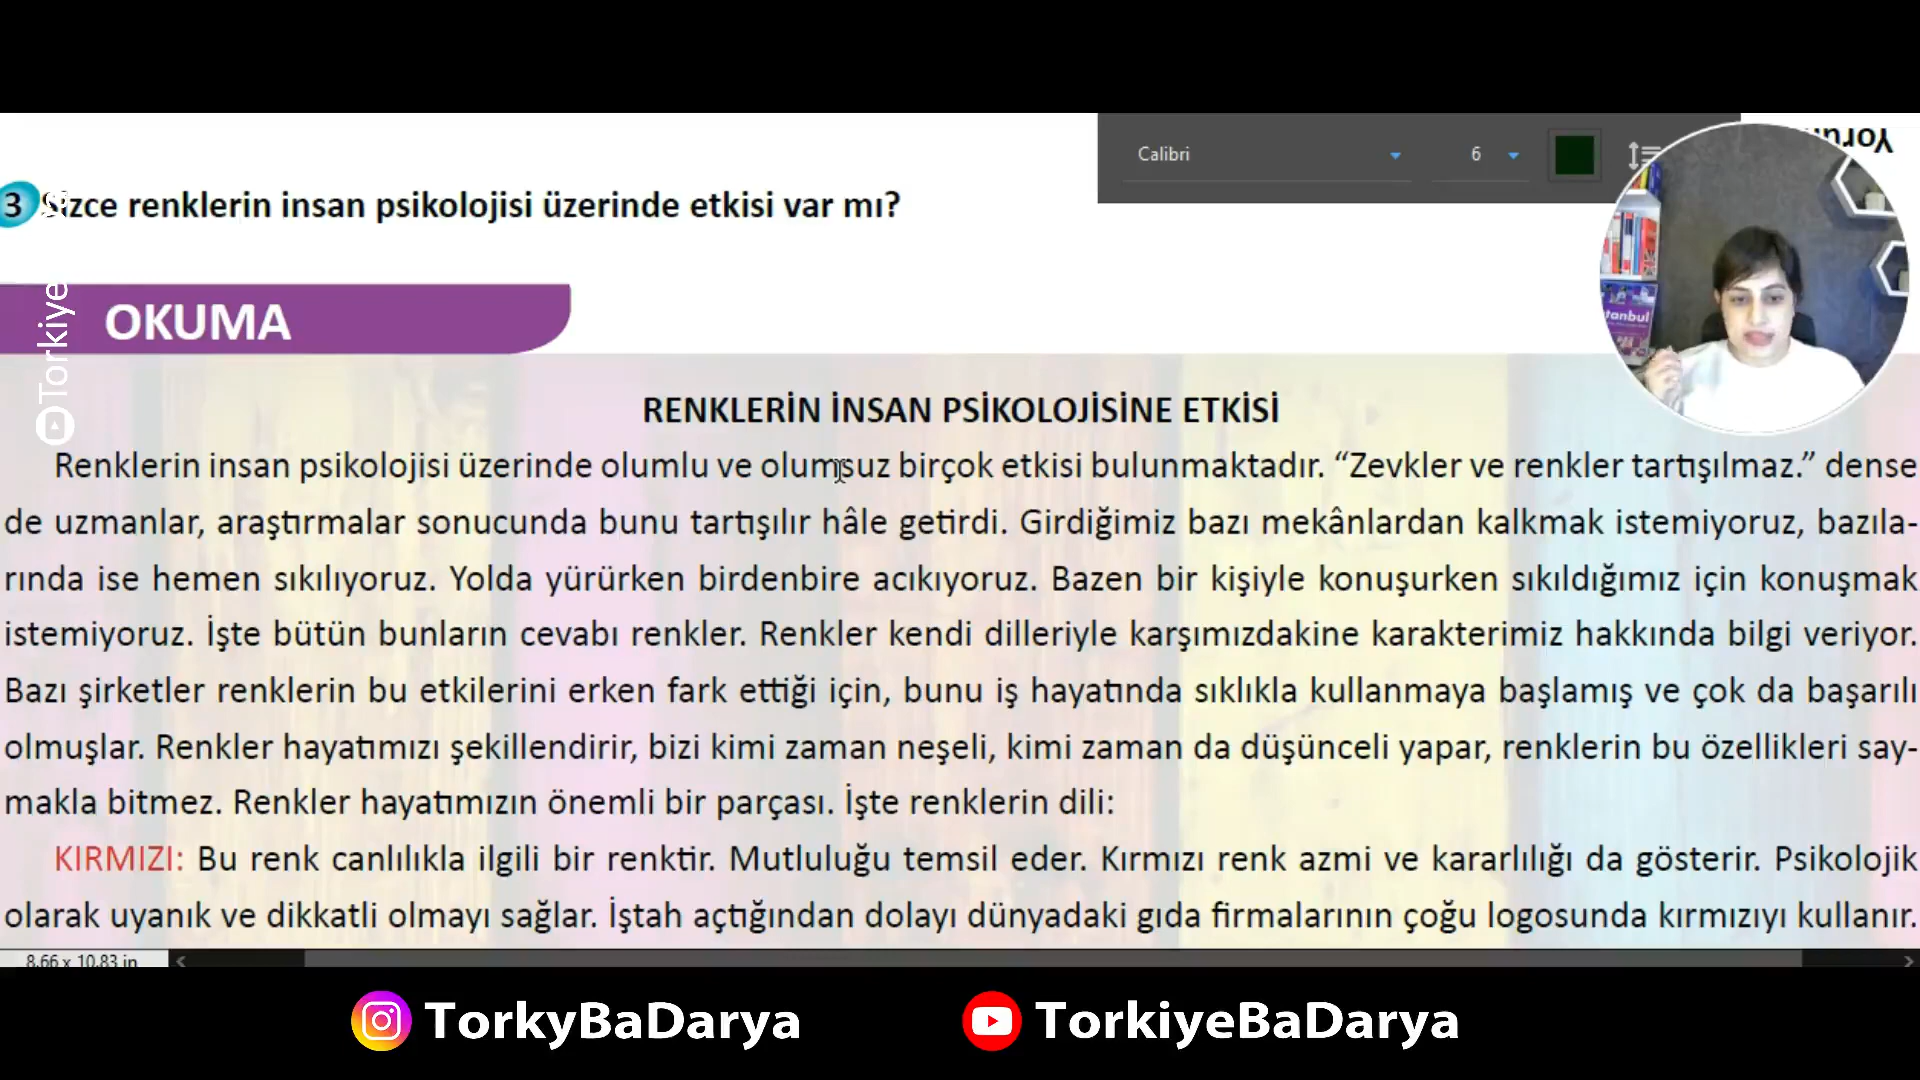 Calibri
6
3 Sizce renklerin insan psikolojisi üzerinde etkisi var mı?
Torkiye
OKUMA
RENKLERİN İNSAN PSİKOLOJİSİNE ETKİSİ
Renklerin insan psikolojisi üzerinde olumlu ve olumsuz birçok etkisi bulunmaktadır. “Zevkler ve renkler tartışılmaz.” dense
de uzmanlar, araştırmalar sonucunda bunu tartışılır hâle getirdi. Girdiğimiz bazı mekânlardan kalkmak istemiyoruz, bazıla-
rında ise hemen sıkılıyoruz. Yolda yürürken birdenbire acıkıyoruz. Bazen bir kişiyle konuşurken sıkıldığımız için konuşmak
istemiyoruz. İşte bütün bunların cevabı renkler. Renkler kendi dilleriyle karşımızdakine karakterimiz hakkında bilgi veriyor.
Bazı şirketler renklerin bu etkilerini erken fark ettiği için, bunu iş hayatında sıklıkla kullanmaya başlamış ve çok da başarılı
olmuşlar. Renkler hayatımızı şekillendirir, bizi kimi zaman neşeli, kimi zaman da düşünceli yapar, renklerin bu özellikleri say-
makla bitmez. Renkler hayatımızın önemli bir parçası. İşte renklerin dili:
KIRMIZI: Bu renk canlılıkla ilgili bir renktir. Mutluluğu temsil eder. Kırmızı renk azmi ve kararlılığı da gösterir. Psikolojik
olarak uyanık ve dikkatli olmayı sağlar. İştah açtığından dolayı dünyadaki gıda firmalarının çoğu logosunda kırmızıyı kullanır.
8,66 x 10,83 in
TorkyBaDarya
TorkiyeBaDarya